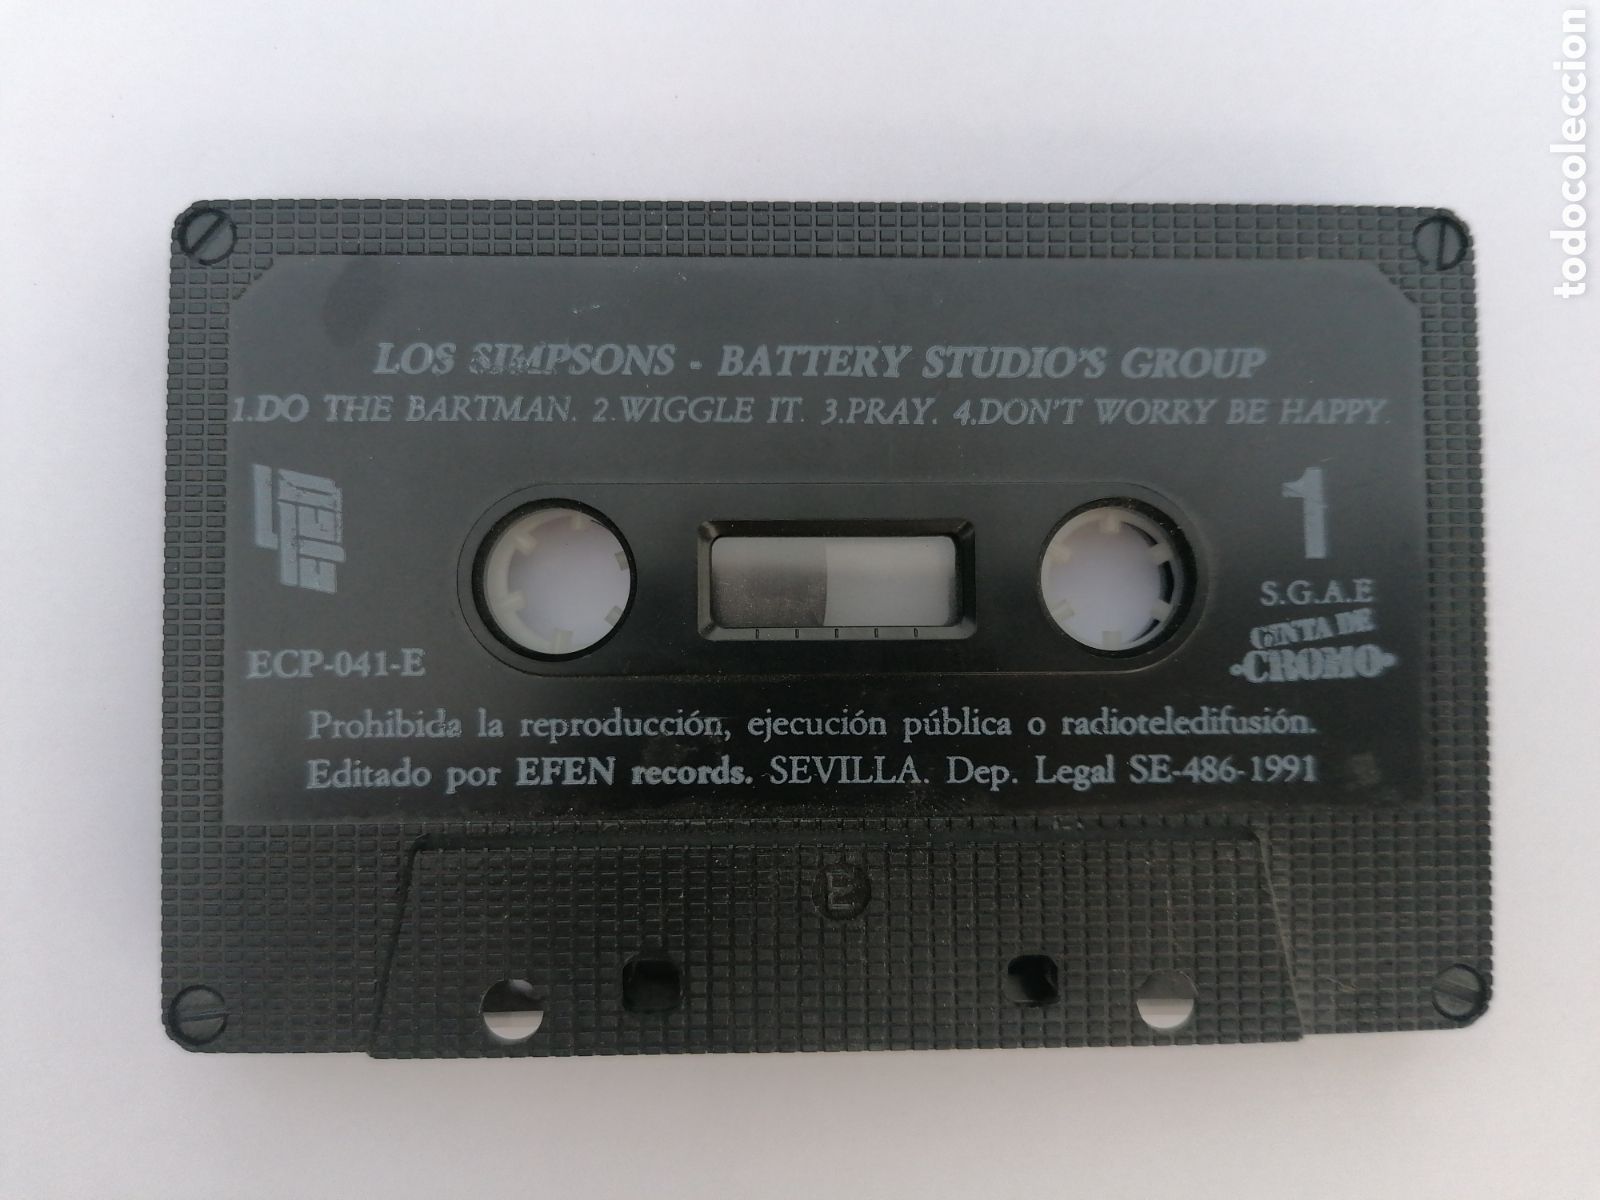 LOS SIMPSONS - BATTERY STUDIO'S GROUP
1.DO THE BARTMAN. 2.WIGGLE IT. 3.PRAY. 4.DON'T WORRY BE HAPPY.
EFEN
1
S.G.A.E
CINTA DE
·CROMO·
ECP-041-E
Prohibida la reproducción, ejecución pública o radioteledifusión.
Editado por EFEN records. SEVILLA. Dep. Legal SE-486-1991
todocoleccion